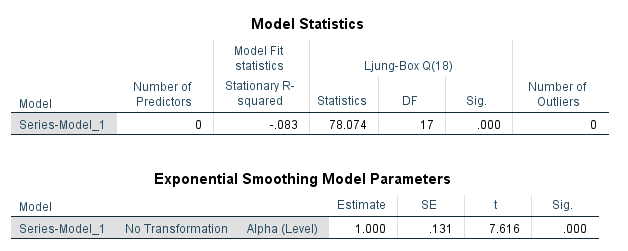 Model Statistics
Model Fit statistics Ljung-Box Q(18)
Model Number of Predictors Stationary R-squared Statistics DF Sig. Number of Outliers
Series-Model_1 0 -.083 78.074 17 .000 0
Exponential Smoothing Model Parameters
Model Estimate SE t Sig.
Series-Model_1 No Transformation Alpha (Level) 1.000 .131 7.616 .000